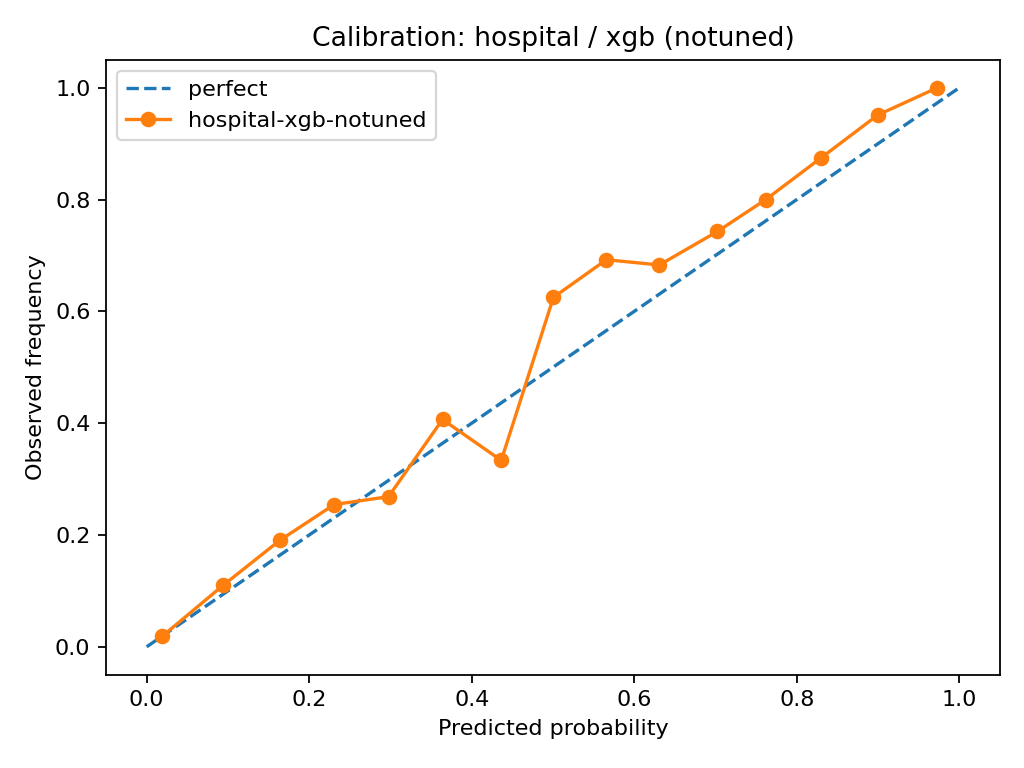 Calibration: hospital / xgb (notuned)
perfect
hospital-xgb-notuned
1.0
0.8
0.6
0.4
0.2
0.0
Observed frequency
0.0 0.2 0.4 0.6 0.8 1.0
Predicted probability